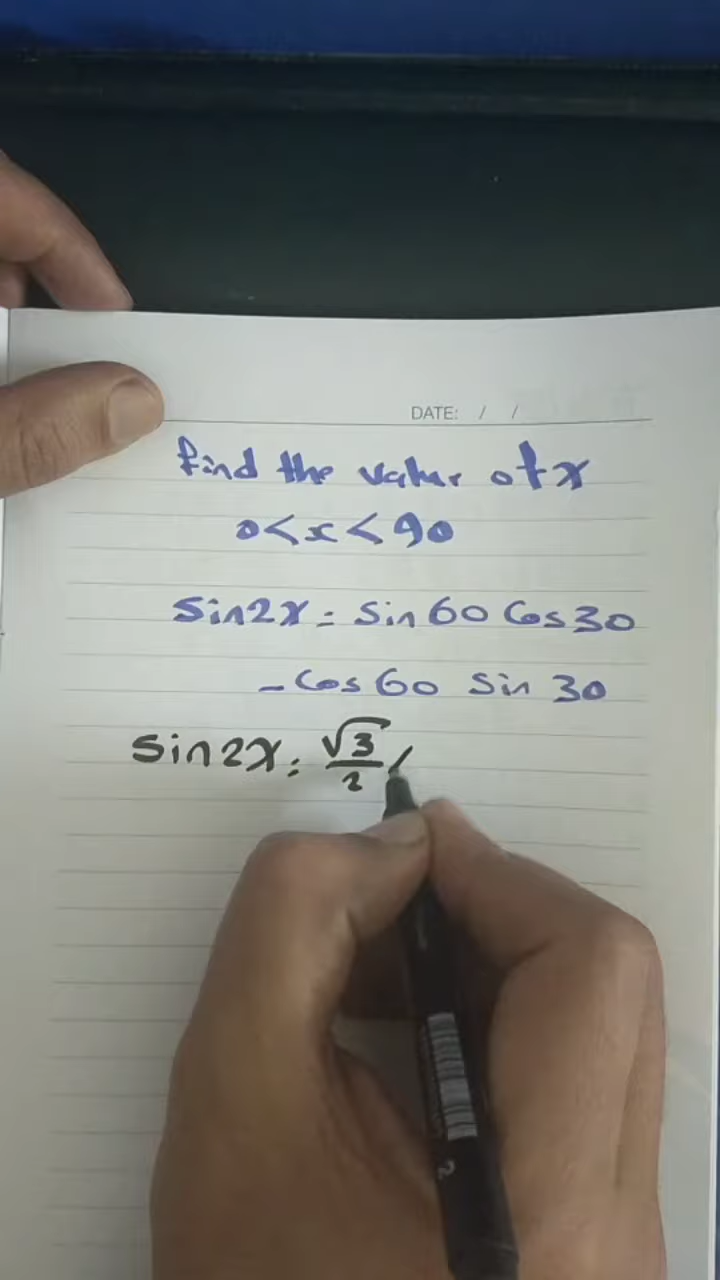 DATE: / /
find the value of x
0<x<90
sin2x = sin 60 cos 30
- cos 60 sin 30
sin2x = √3/2